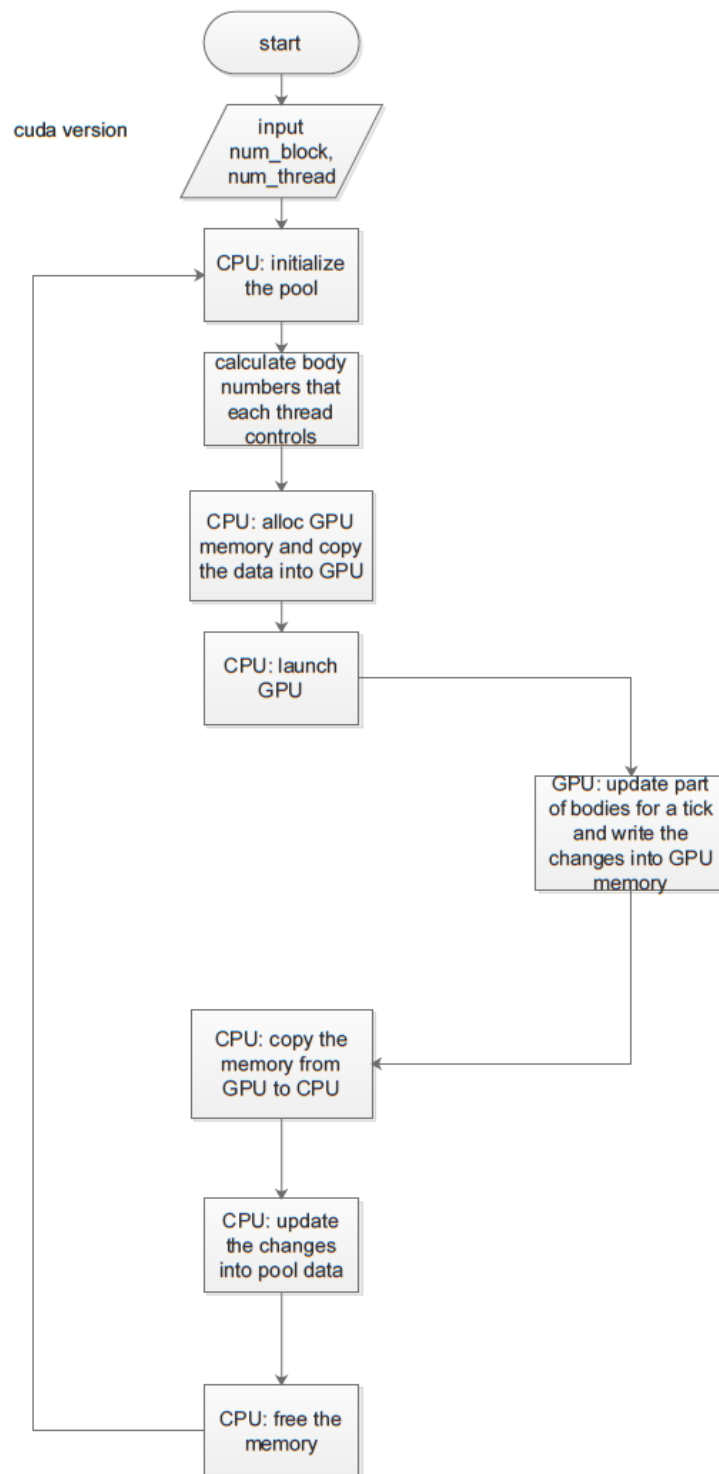 start
cuda version
input
num_block,
num_thread
CPU: initialize
the pool
calculate body
numbers that
each thread
controls
CPU: alloc GPU
memory and copy
the data into GPU
CPU: launch
GPU
GPU: update part
of bodies for a tick
and write the
changes into GPU
memory
CPU: copy the
memory from
GPU to CPU
CPU: update
the changes
into pool data
CPU: free the
memory